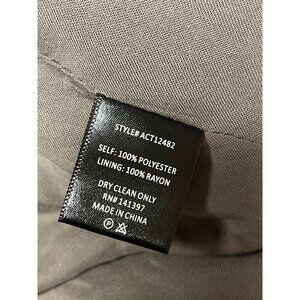 STYLE# ACT12482
SELF: 100% POLYESTER
LINING: 100% RAYON
DRY CLEAN ONLY
RN# 141397
MADE IN CHINA
P